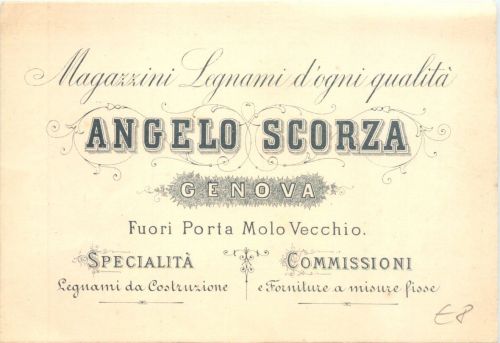 Magazzini Legnami d'ogni qualità
ANGELO SCORZA
GENOVA
Fuori Porta Molo Vecchio.
SPECIALITÀ
Legnami da Costruzione
COMMISSIONI
e Forniture a misure fisse
€8